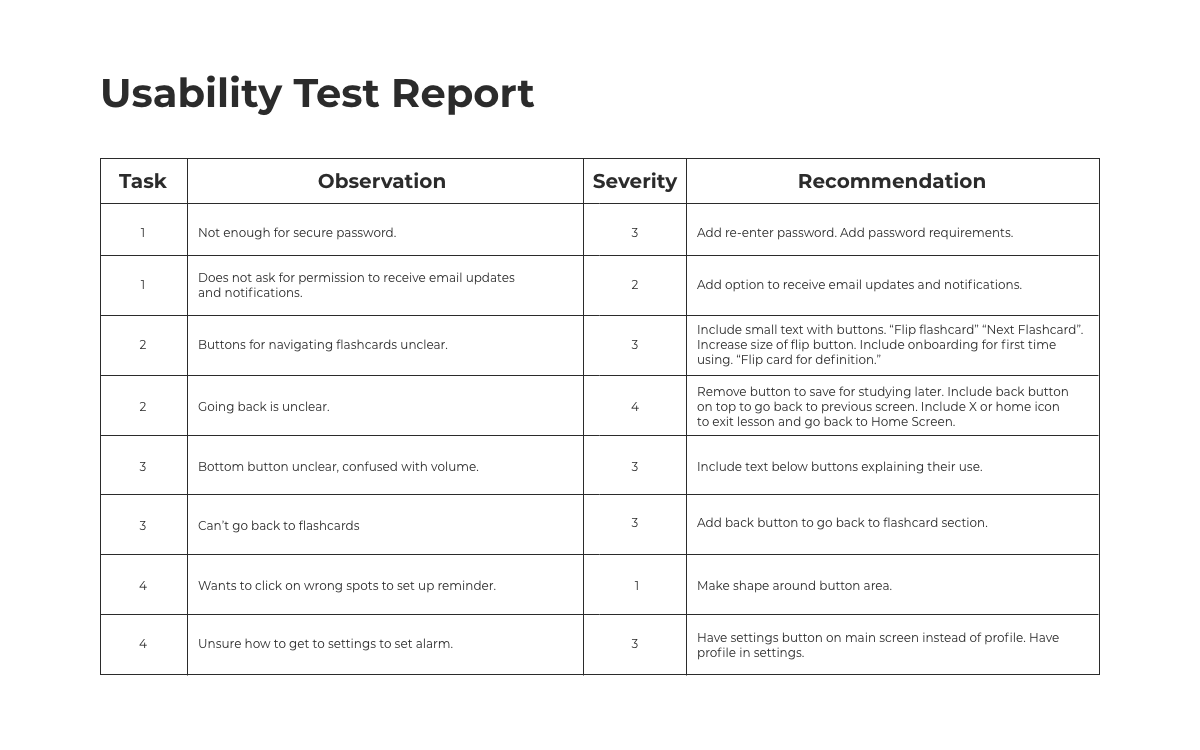 Usability Test Report
Task Observation Severity Recommendation
1 Not enough for secure password. 3 Add re-enter password. Add password requirements.
1 Does not ask for permission to receive email updates
and notifications. 2 Add option to receive email updates and notifications.
2 Buttons for navigating flashcards unclear. 3 Include small text with buttons. “Flip flashcard” “Next Flashcard”.
Increase size of flip button. Include onboarding for first time
using. “Flip card for definition.”
2 Going back is unclear. 4 Remove button to save for studying later. Include back button
on top to go back to previous screen. Include X or home icon
to exit lesson and go back to Home Screen.
3 Bottom button unclear, confused with volume. 3 Include text below buttons explaining their use.
3 Can’t go back to flashcards 3 Add back button to go back to flashcard section.
4 Wants to click on wrong spots to set up reminder. 1 Make shape around button area.
4 Unsure how to get to settings to set alarm. 3 Have settings button on main screen instead of profile. Have
profile in settings.